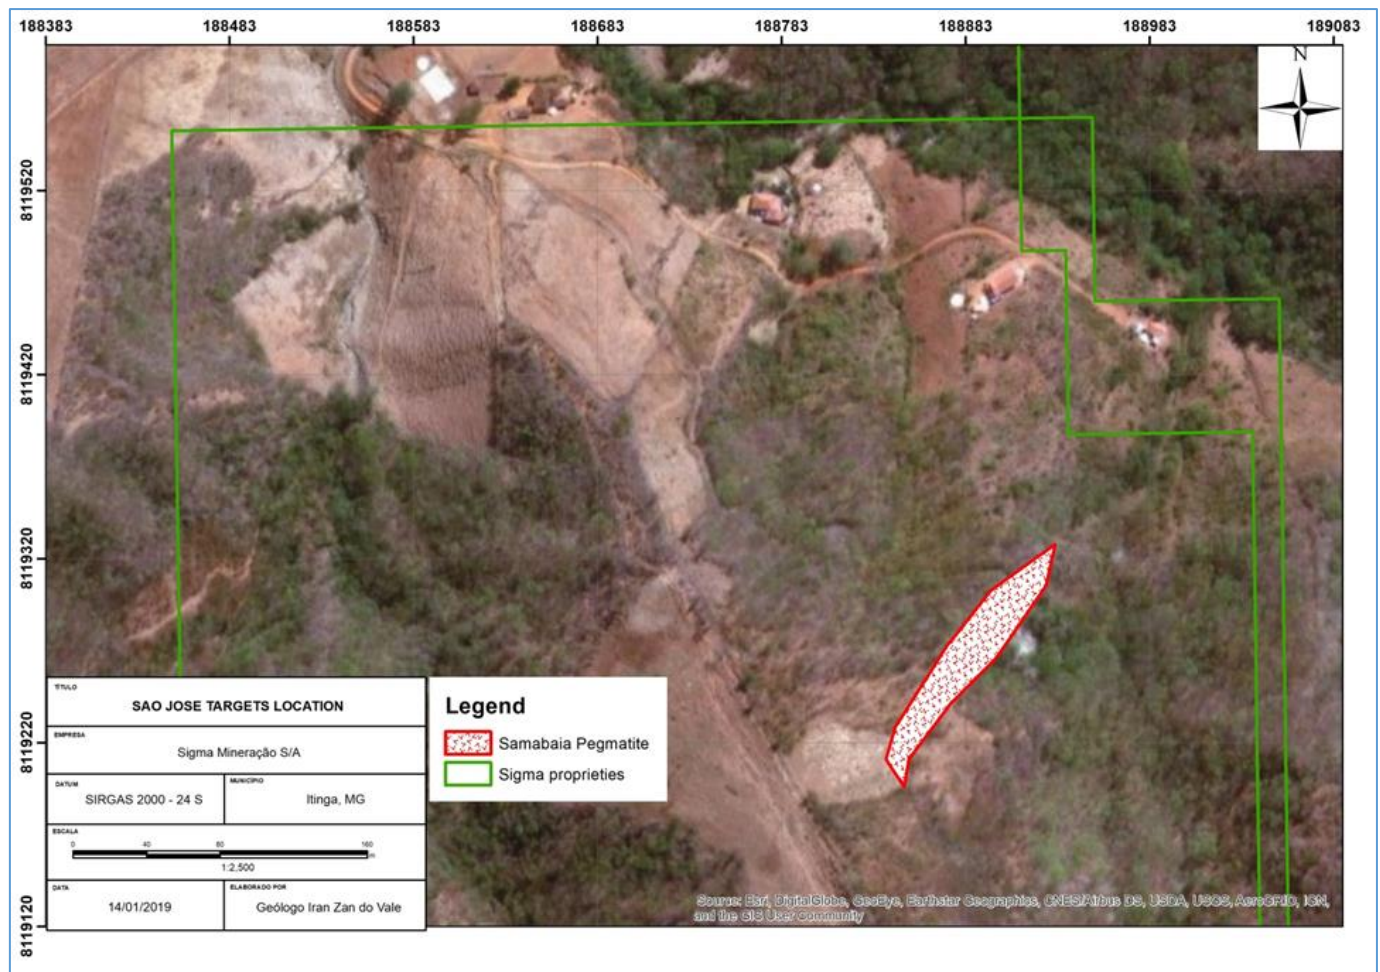 188383 188483 188583 188683 188783 188883 188983 189083
N
8119520
8119420
8119320
8119220
8119120
TÍTULO
SAO JOSE TARGETS LOCATION
EMPRESA
Sigma Mineração S/A
DATUM
SIRGAS 2000 - 24 S
MUNICÍPIO
Itinga, MG
ESCALA
0 40 80 160
m
1:2,500
DATA
14/01/2019
ELABORADO POR
Geólogo Iran Zan do Vale
Legend
Samabaia Pegmatite
Sigma proprieties
Source: Esri, DigitalGlobe, GeoEye, Earthstar Geographics, CNES/Airbus DS, USDA, USGS, AeroGRID, IGN,
and the GIS User Community